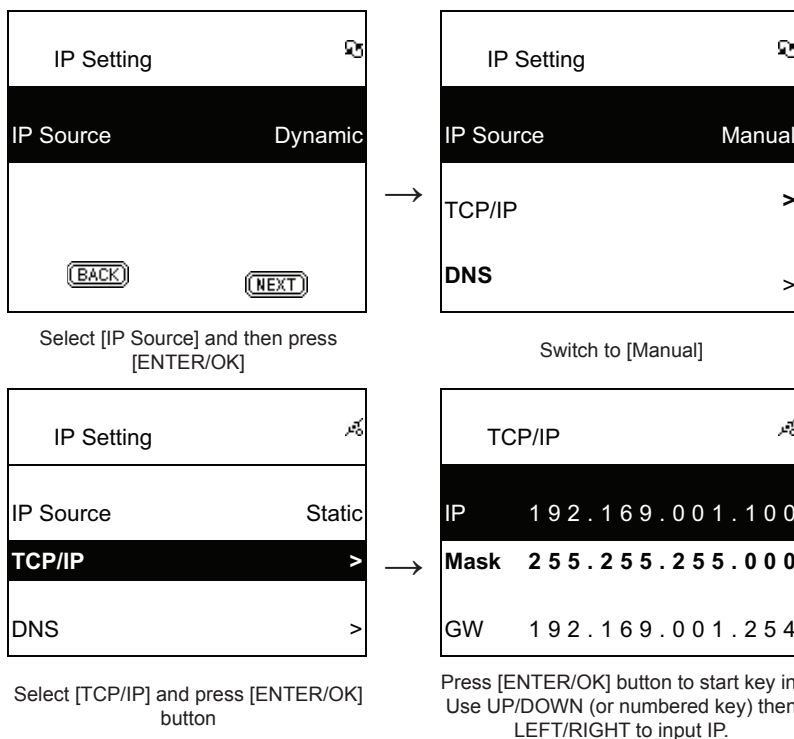 IP Setting
IP Source Dynamic
BACK NEXT
Select [IP Source] and then press
[ENTER/OK]
→
IP Setting
IP Source Manual
TCP/IP >
DNS >
Switch to [Manual]
IP Setting
IP Source Static
TCP/IP >
DNS >
Select [TCP/IP] and press [ENTER/OK]
button
→
TCP/IP
IP 192.169.001.100
Mask 255.255.255.000
GW 192.169.001.254
Press [ENTER/OK] button to start key in
Use UP/DOWN (or numbered key) then
LEFT/RIGHT to input IP.